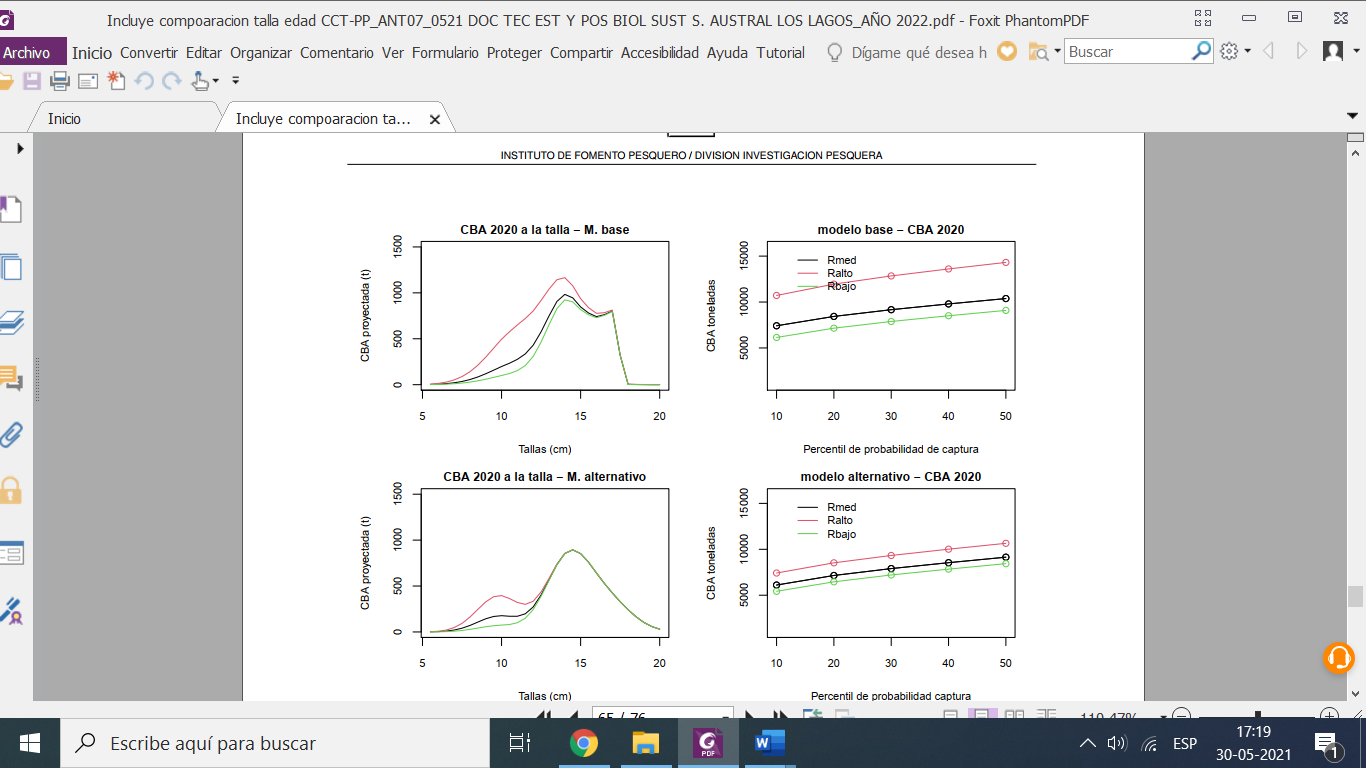 Incluye compoaracion talla edad CCT-PP_ANT07_0521 DOC TEC EST Y POS BIOL SUST S. AUSTRAL LOS LAGOS_AÑO 2022.pdf - Foxit PhantomPDF
Archivo Inicio Convertir Editar Organizar Comentario Ver Formulario Proteger Compartir Accesibilidad Ayuda Tutorial Dígame qué desea h Buscar
Inicio Incluye compoaracion ta...
INSTITUTO DE FOMENTO PESQUERO / DIVISION INVESTIGACION PESQUERA
CBA 2020 a la talla – M. base
CBA proyectada (t)
0 500 1000 1500
5 10 15 20
Tallas (cm)
modelo base – CBA 2020
CBA toneladas
5000 10000 15000
Rmed
Ralto
Rbajo
10 20 30 40 50
Percentil de probabilidad de captura
CBA 2020 a la talla – M. alternativo
CBA proyectada (t)
0 500 1000 1500
5 10 15 20
Tallas (cm)
modelo alternativo – CBA 2020
CBA toneladas
5000 10000 15000
Rmed
Ralto
Rbajo
10 20 30 40 50
Percentil de probabilidad captura
65 / 76
110.47%
Escribe aquí para buscar
PDF
ESP
17:19
30-05-2021
1